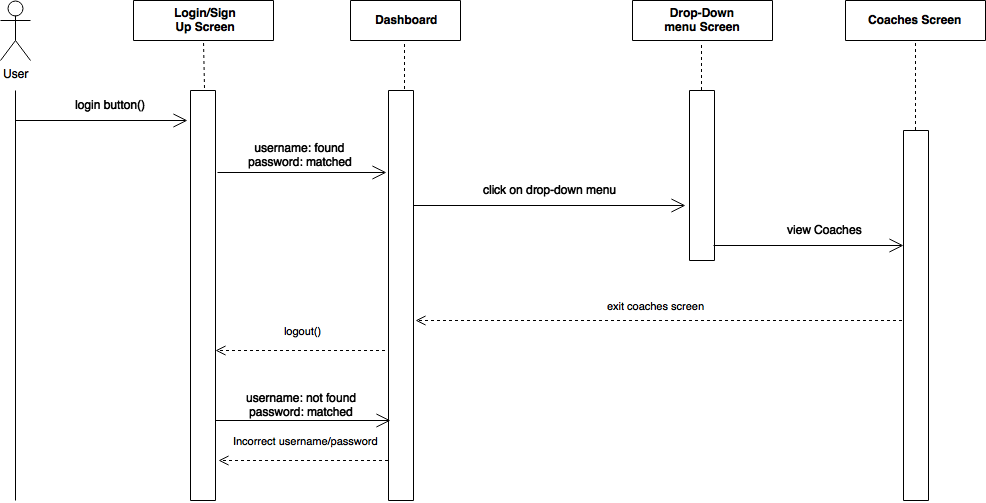 Login/Sign
Up Screen
Dashboard
Drop-Down
menu Screen
Coaches Screen
User
login button()
username: found
password: matched
click on drop-down menu
view Coaches
exit coaches screen
logout()
username: not found
password: matched
Incorrect username/password